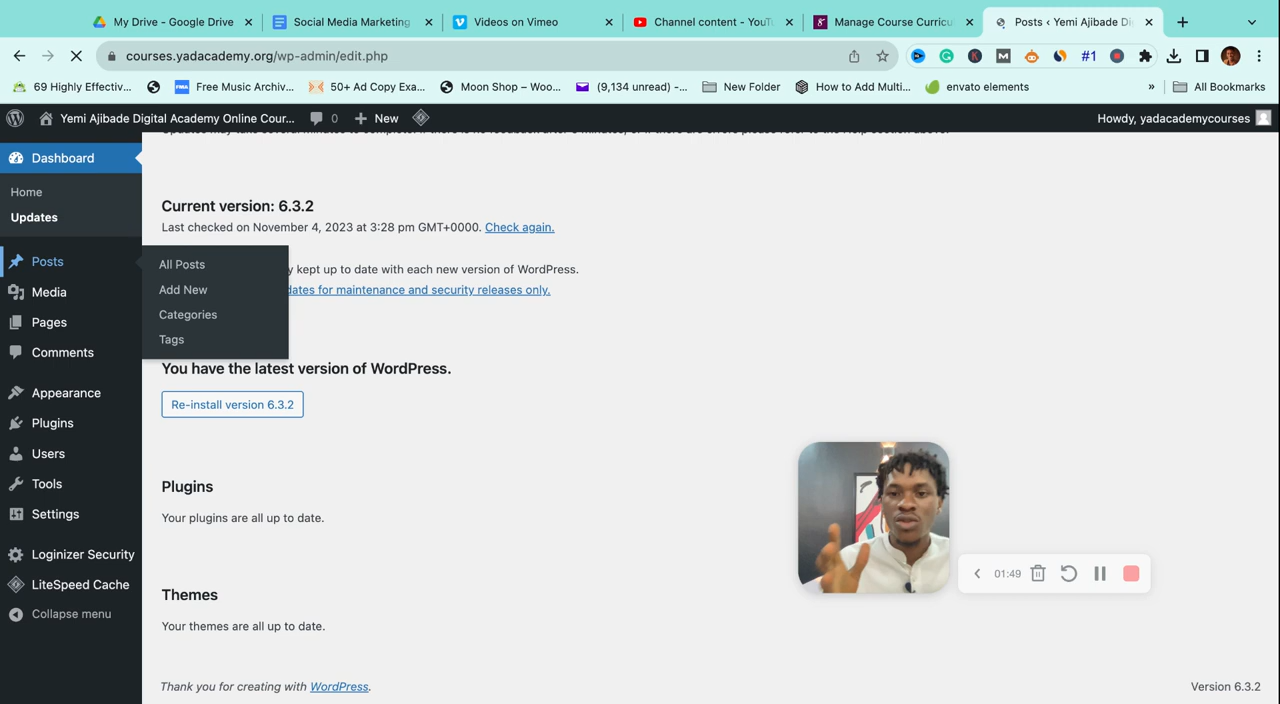 My Drive - Google Drive
Social Media Marketing
Videos on Vimeo
Channel content - YouTu
Manage Course Curricu
Posts ‹ Yemi Ajibade Di
courses.yadacademy.org/wp-admin/edit.php
#1
69 Highly Effectiv...
Free Music Archiv...
50+ Ad Copy Exa...
Moon Shop – Woo...
(9,134 unread) -...
New Folder
How to Add Multi...
envato elements
»
All Bookmarks
Yemi Ajibade Digital Academy Online Cour...
0
New
Howdy, yadacademycourses
Dashboard
Home
Updates
Posts
Media
Pages
Comments
Appearance
Plugins
Users
Tools
Settings
Loginizer Security
LiteSpeed Cache
Collapse menu
All Posts
Add New
Categories
Tags
Current version: 6.3.2
Last checked on November 4, 2023 at 3:28 pm GMT+0000. Check again.
y kept up to date with each new version of WordPress.
dates for maintenance and security releases only.
You have the latest version of WordPress.
Re-install version 6.3.2
Plugins
Your plugins are all up to date.
Themes
Your themes are all up to date.
01:49
Thank you for creating with WordPress.
Version 6.3.2